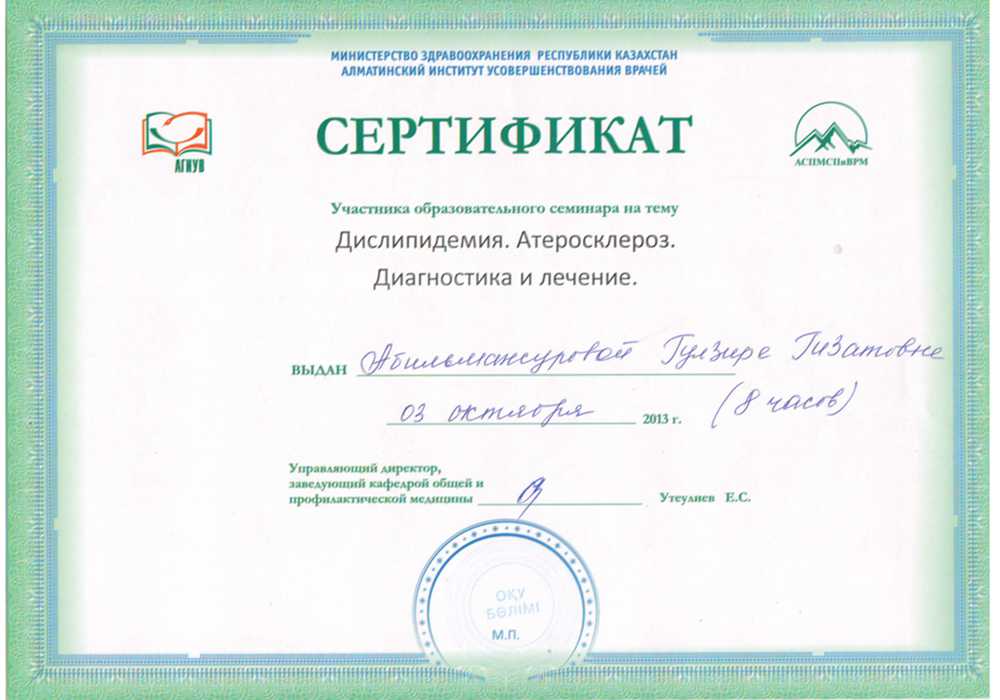 МИНИСТЕРСТВО ЗДРАВООХРАНЕНИЯ РЕСПУБЛИКИ КАЗАХСТАН
АЛМАТИНСКИЙ ИНСТИТУТ УСОВЕРШЕНСТВОВАНИЯ ВРАЧЕЙ
АГИУВ
СЕРТИФИКАТ
АСПМСПиВРМ
Участника образовательного семинара на тему
Дислипидемия. Атеросклероз.
Диагностика и лечение.
ВЫДАН Абильмансуровой Гулзире Гизатовне
03 октября 2013 г. (8 часов)
Управляющий директор,
заведующий кафедрой общей и
профилактической медицины Утеулиев Е.С.
ОҚУ
БӨЛІМІ
М.П.